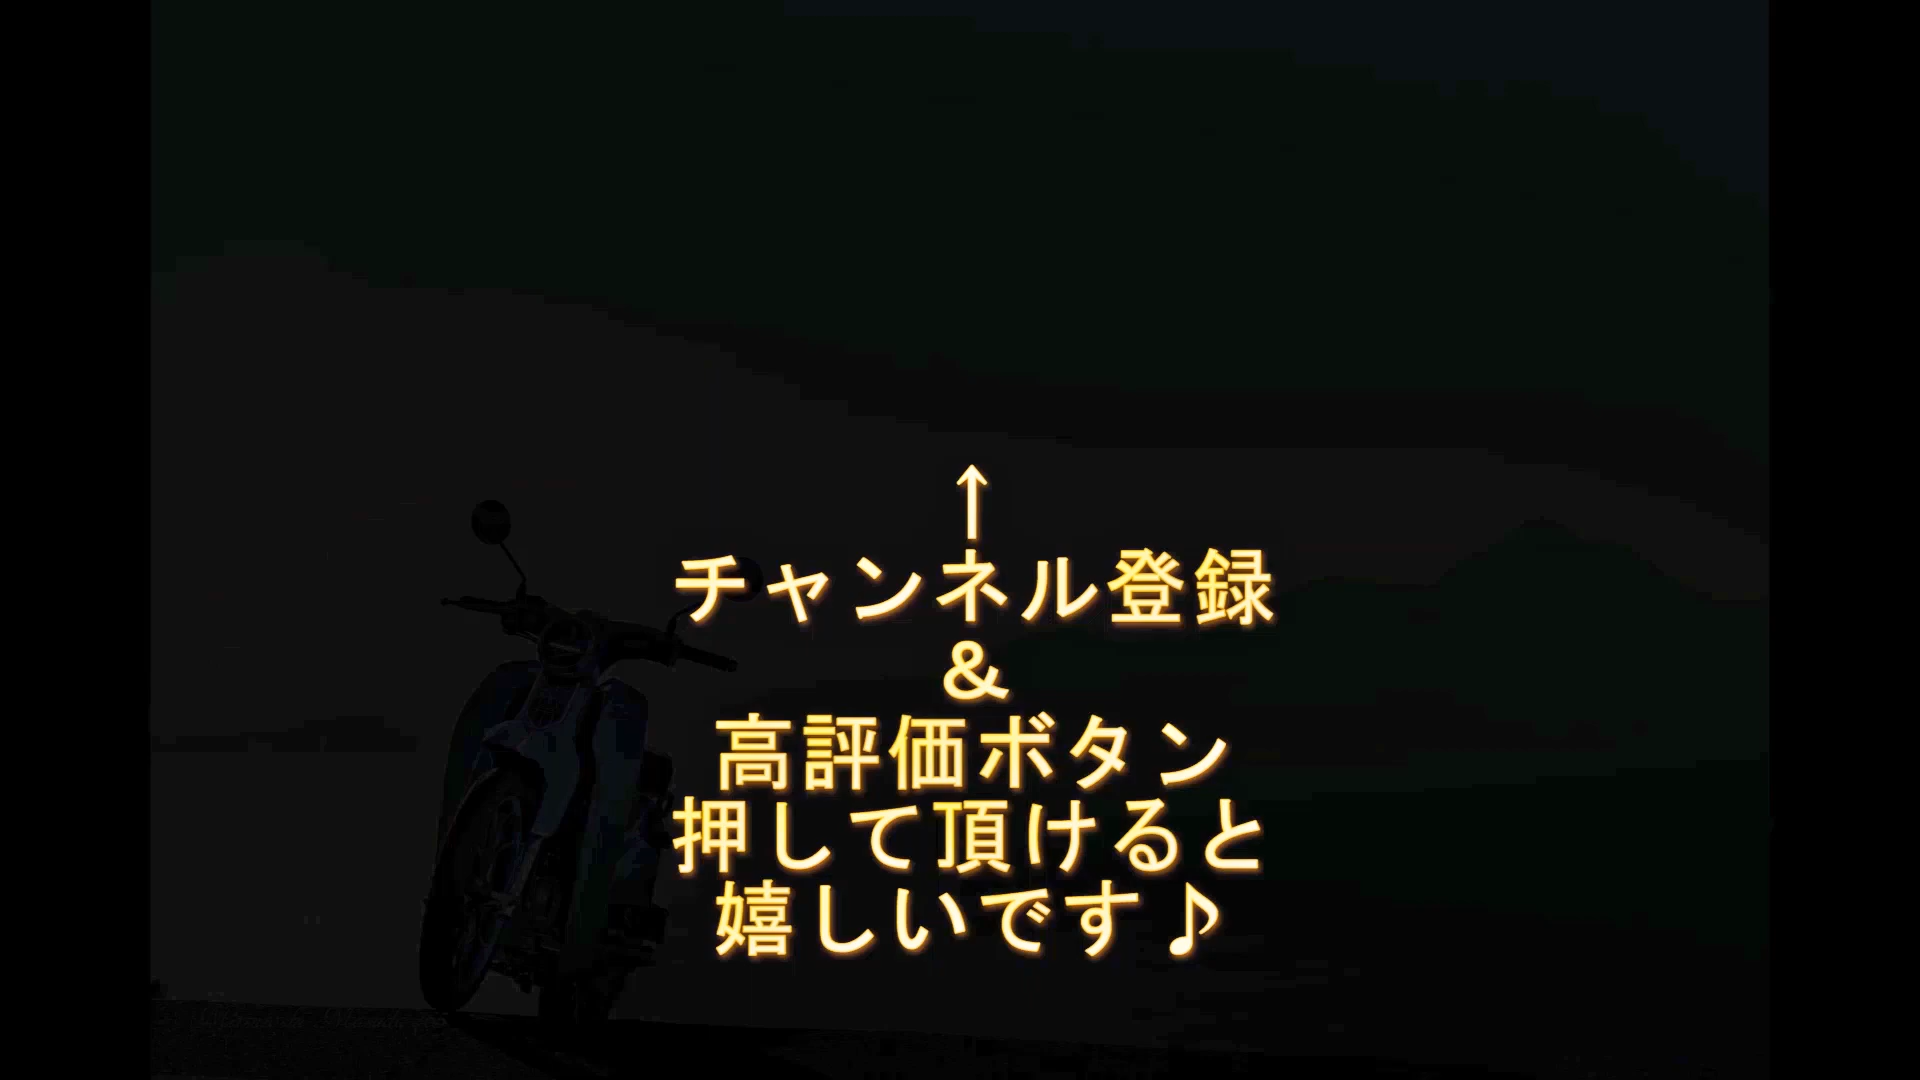 ↑
チャンネル登録
&
高評価ボタン
押して頂けると
嬉しいです♪